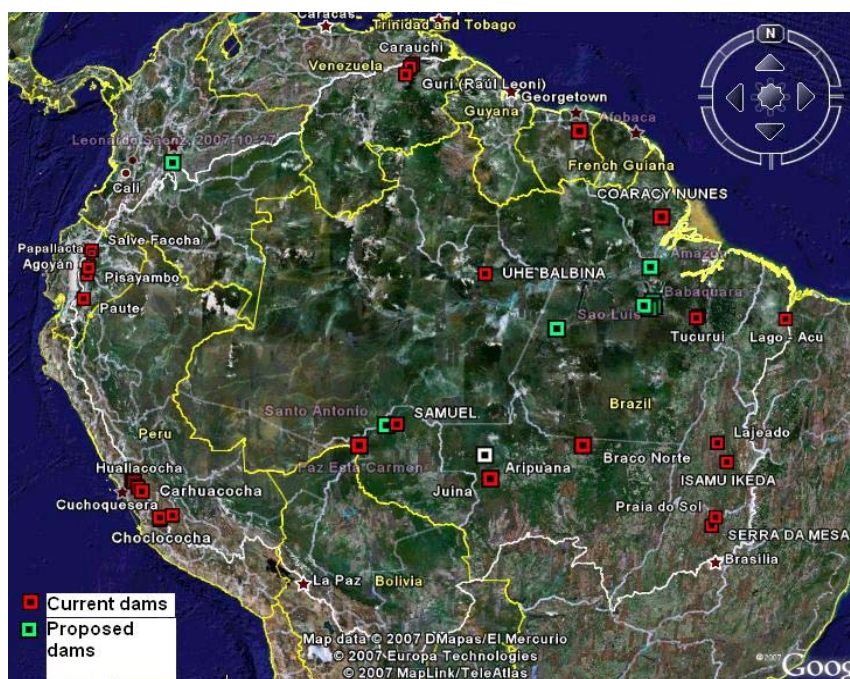 Caracas
Trinidad and Tobago
N
Carauchi
Venezuela
Guri (Raúl Leoni)
Georgetown
Guyana
Afobaca
Leonardo Saenz, 2007-10-27
French Guiana
Cali
COARACY NUNES
Salve Faccha
Papallacta
Agoyán
Pisayambo
Amazon
UHE BALBINA
Babaquara
Paute
Sao Luis
Tucurui
Lago - Acu
Brazil
Santo Antonio
SAMUEL
Peru
Lajeado
Paz Esta Carmon
Braco Norte
Huallacocha
Aripuana
Carhuacocha
Juina
ISAMU IKEDA
Cuchoquesera
Praia do Sol
Choclococha
SERRA DA MESA
Brasilia
La Paz
Bolivia
Current dams
Proposed
dams
Map data © 2007 DMapas/El Mercurio
© 2007 Europa Technologies
© 2007 MapLink/TeleAtlas
©2007
Goog